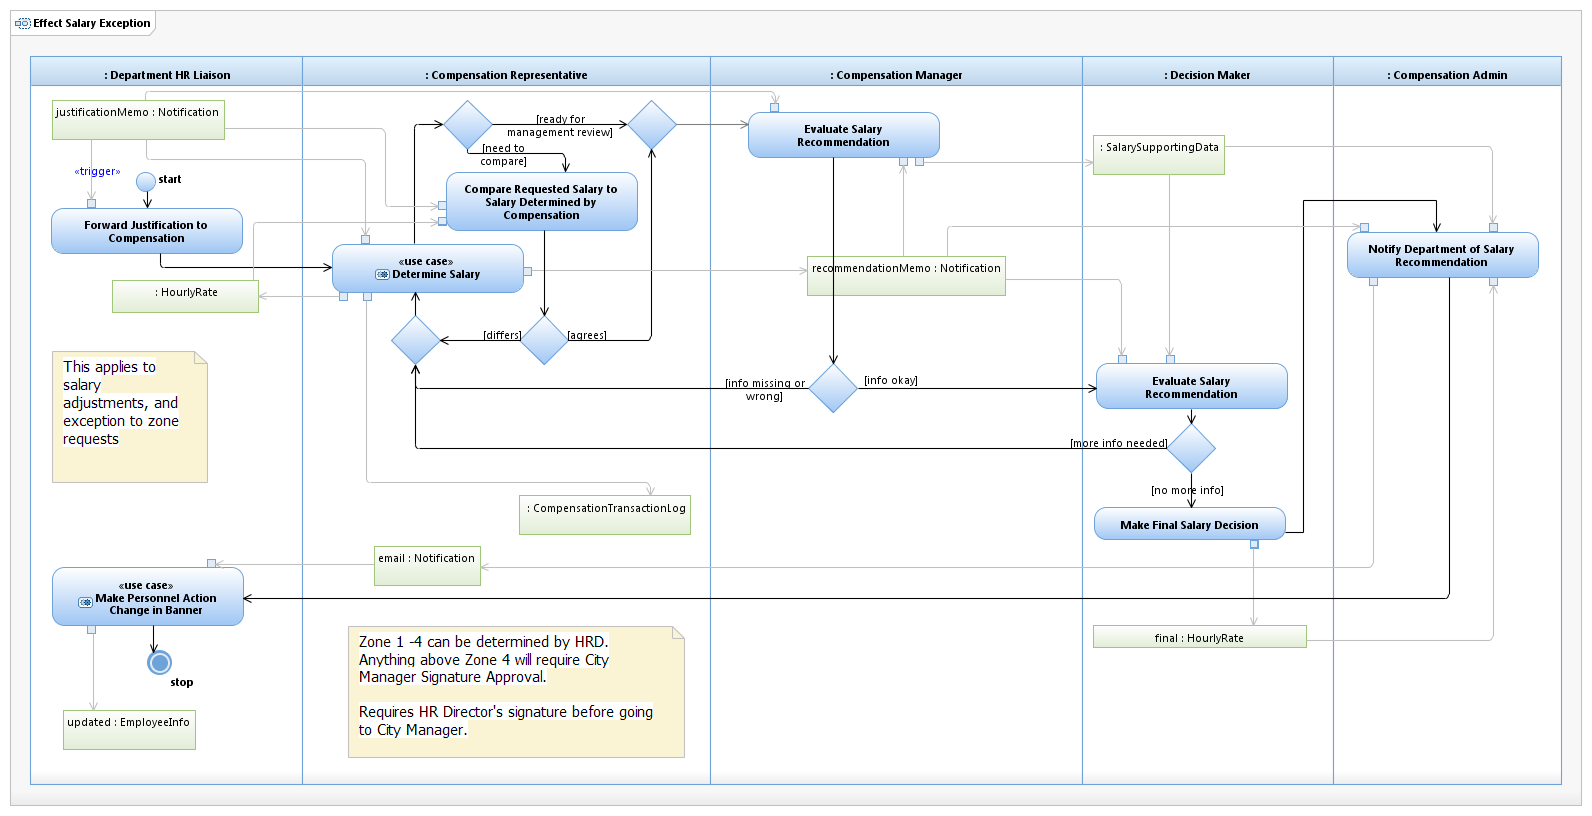 Effect Salary Exception
: Department HR Liaison
: Compensation Representative
: Compensation Manager
: Decision Maker
: Compensation Admin
justificationMemo : Notification
«trigger»
start
Forward Justification to
Compensation
: HourlyRate
This applies to
salary
adjustments, and
exception to zone
requests
[ready for
management review]
[need to
compare]
Compare Requested Salary to
Salary Determined by
Compensation
«use case»
Determine Salary
[differs]
[agrees]
: CompensationTransactionLog
email : Notification
Evaluate Salary
Recommendation
recommendationMemo : Notification
[info missing or
wrong]
[info okay]
: SalarySupportingData
Evaluate Salary
Recommendation
[more info needed]
[no more info]
Make Final Salary Decision
final : HourlyRate
Notify Department of Salary
Recommendation
«use case»
Make Personnel Action
Change in Banner
stop
updated : EmployeeInfo
Zone 1 -4 can be determined by HRD.
Anything above Zone 4 will require City
Manager Signature Approval.
Requires HR Director's signature before going
to City Manager.